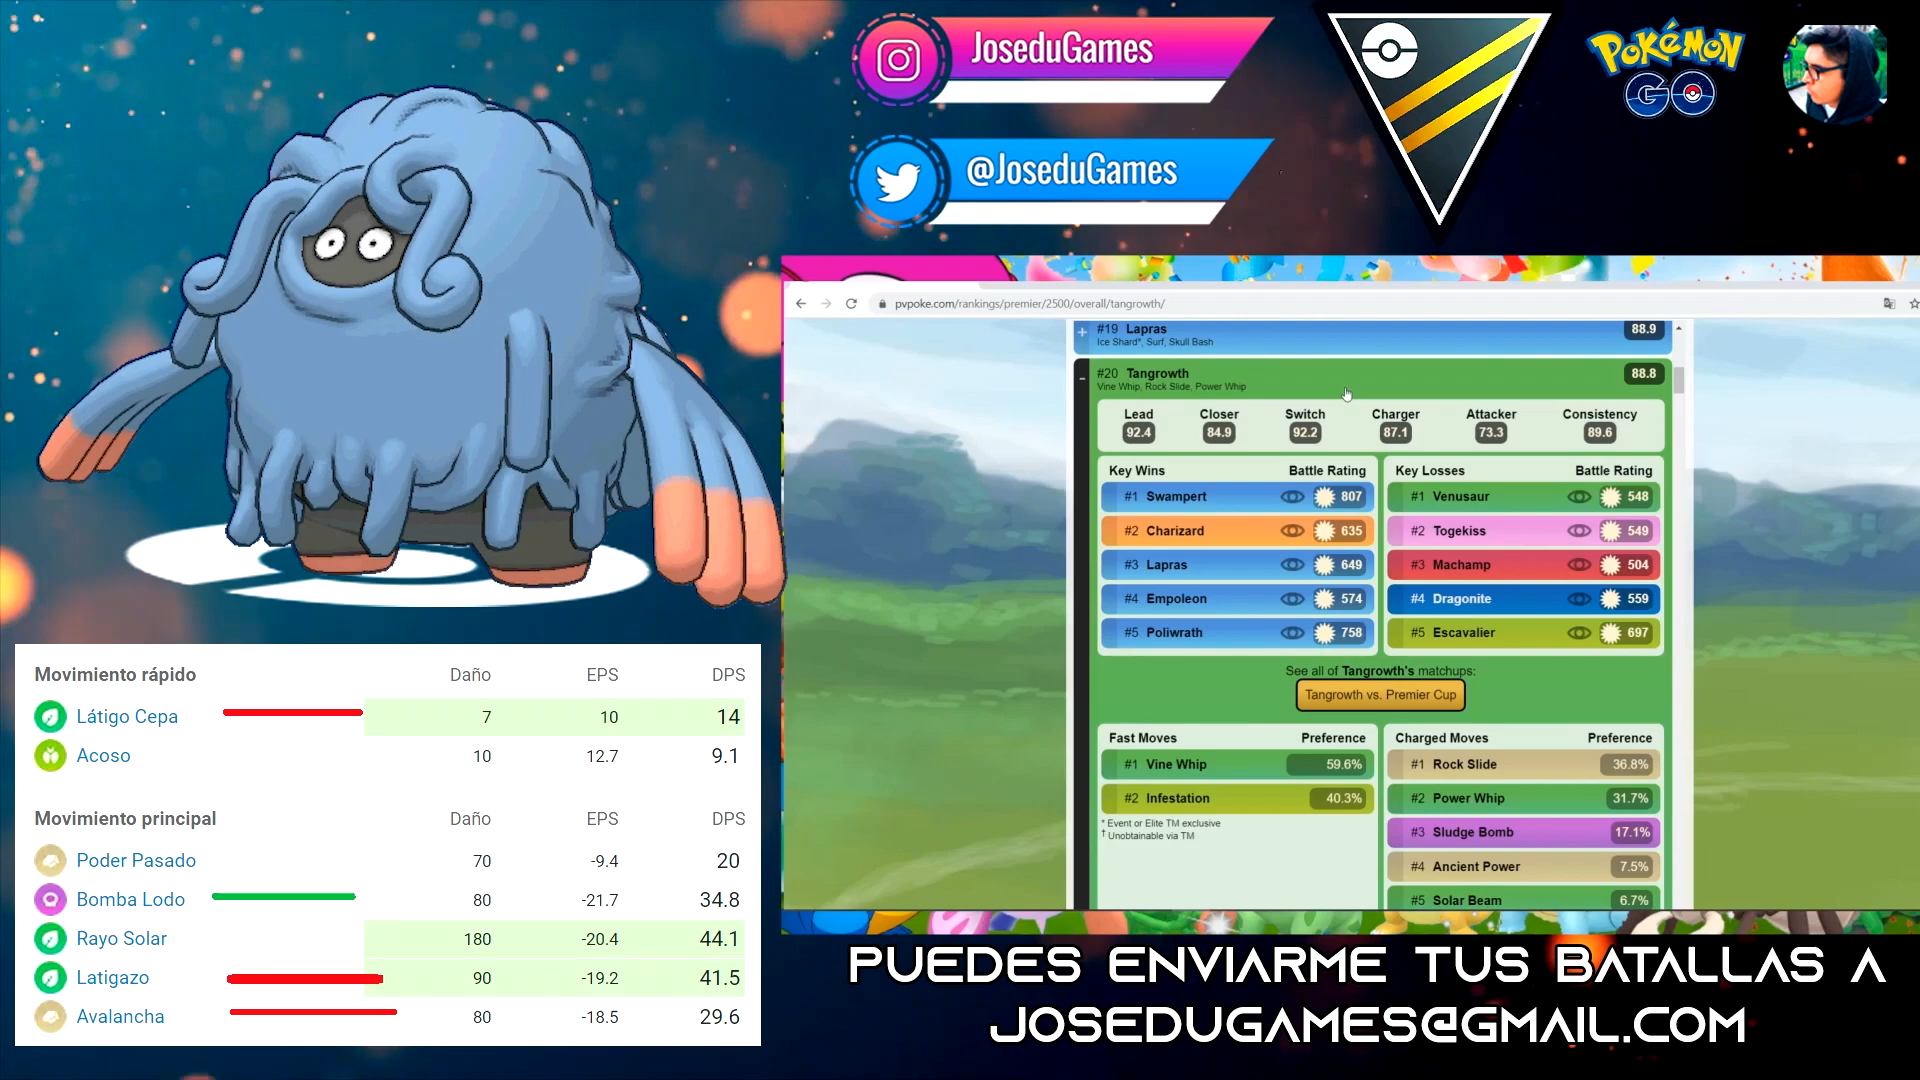 JoseduGames
@JoseduGames
POKÉMON
GO
pvpoke.com/rankings/premier/2500/overall/tangrowth/
#19 Lapras 88.9
Ice Shard*, Surf, Skull Bash
#20 Tangrowth 88.8
Vine Whip, Rock Slide, Power Whip
Lead Closer Switch Charger Attacker Consistency
92.4 84.9 92.2 87.1 73.3 89.6
Key Wins Battle Rating
#1 Swampert 807
#2 Charizard 635
#3 Lapras 649
#4 Empoleon 574
#5 Poliwrath 758
Key Losses Battle Rating
#1 Venusaur 548
#2 Togekiss 549
#3 Machamp 504
#4 Dragonite 559
#5 Escavalier 697
See all of Tangrowth's matchups:
Tangrowth vs. Premier Cup
Fast Moves Preference
#1 Vine Whip 59.6%
#2 Infestation 40.3%
* Event or Elite TM exclusive
† Unobtainable via TM
Charged Moves Preference
#1 Rock Slide 36.8%
#2 Power Whip 31.7%
#3 Sludge Bomb 17.1%
#4 Ancient Power 7.5%
#5 Solar Beam 6.7%
Movimiento rápido Daño EPS DPS
Látigo Cepa 7 10 14
Acoso 10 12.7 9.1
Movimiento principal Daño EPS DPS
Poder Pasado 70 -9.4 20
Bomba Lodo 80 -21.7 34.8
Rayo Solar 180 -20.4 44.1
Latigazo 90 -19.2 41.5
Avalancha 80 -18.5 29.6
PUEDES ENVIARME TUS BATALLAS A
JOSEDUGAMES@GMAIL.COM